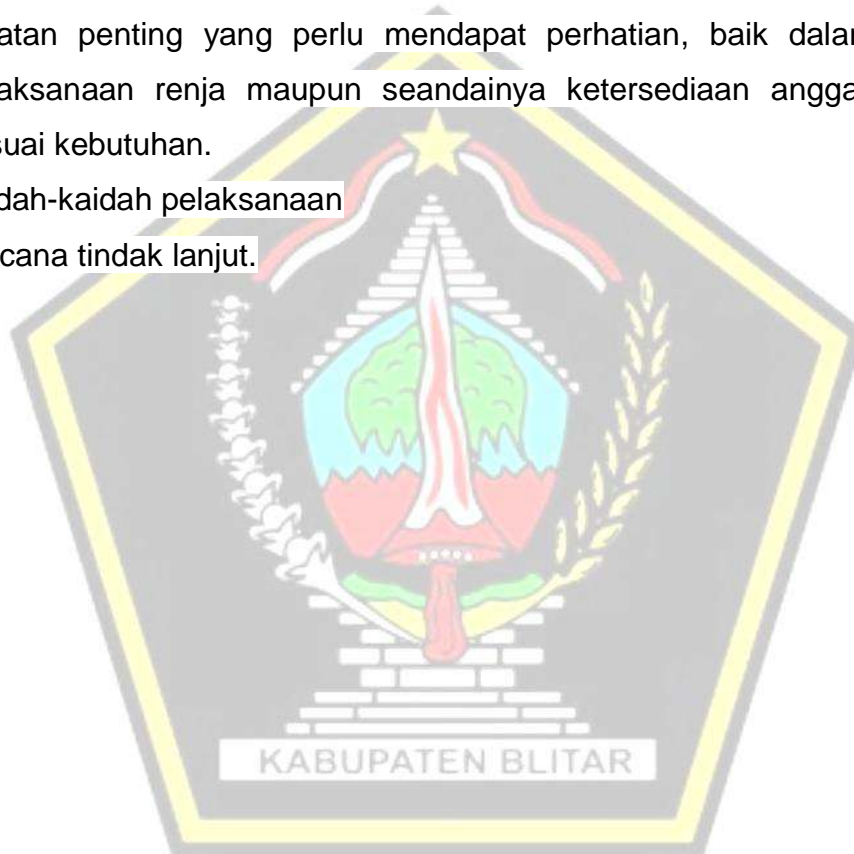 atan penting yang perlu mendapat perhatian, baik dalar
aksanaan renja maupun seandainya ketersediaan angga
suai kebutuhan.
dah-kaidah pelaksanaan
cana tindak lanjut.
KABUPATEN BLITAR